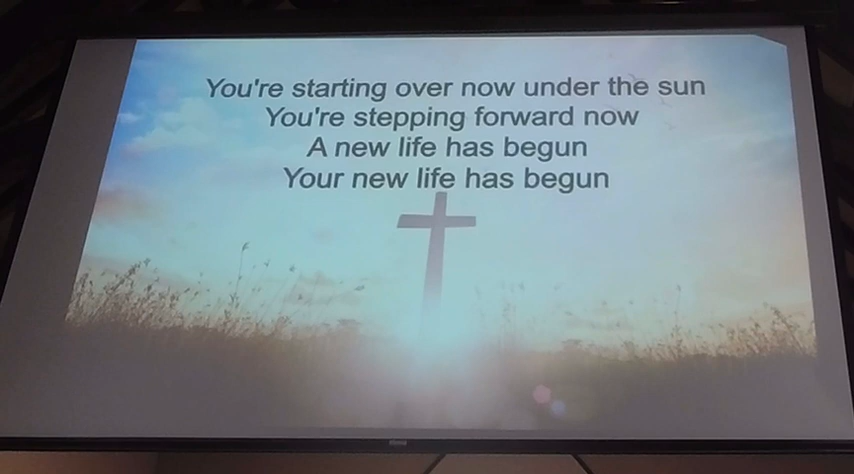 You're starting over now under the sun
You're stepping forward now
A new life has begun
Your new life has begun